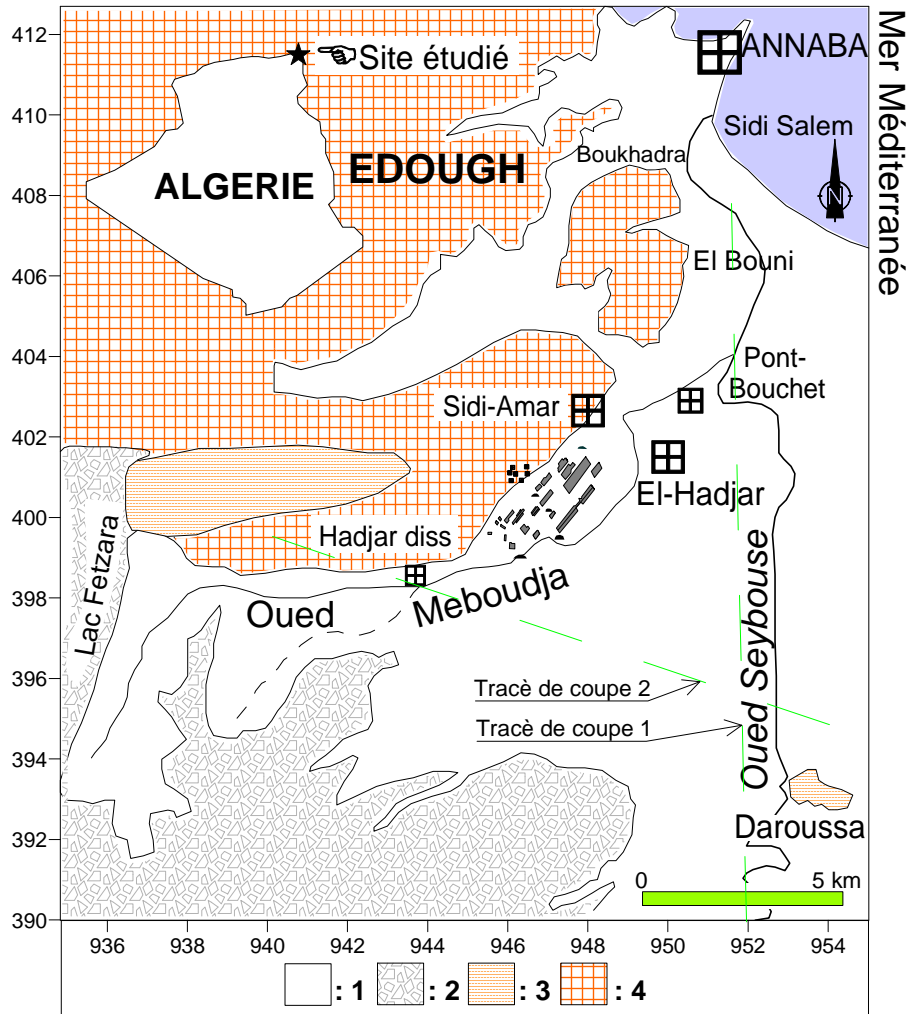 Site étudié
ANNABA
Mer Méditerranée
Sidi Salem
N
Boukhadra
EDOUGH
ALGERIE
El Bouni
Pont-
Bouchet
Sidi-Amar
El-Hadjar
Hadjar diss
Lac Fetzara
Oued
Meboudja
Oued Seybouse
Tracè de coupe 2
Tracè de coupe 1
Daroussa
0 5 km
412
410
408
406
404
402
400
398
396
394
392
390
936 938 940 942 944 946 948 950 952 954
: 1 : 2 : 3 : 4